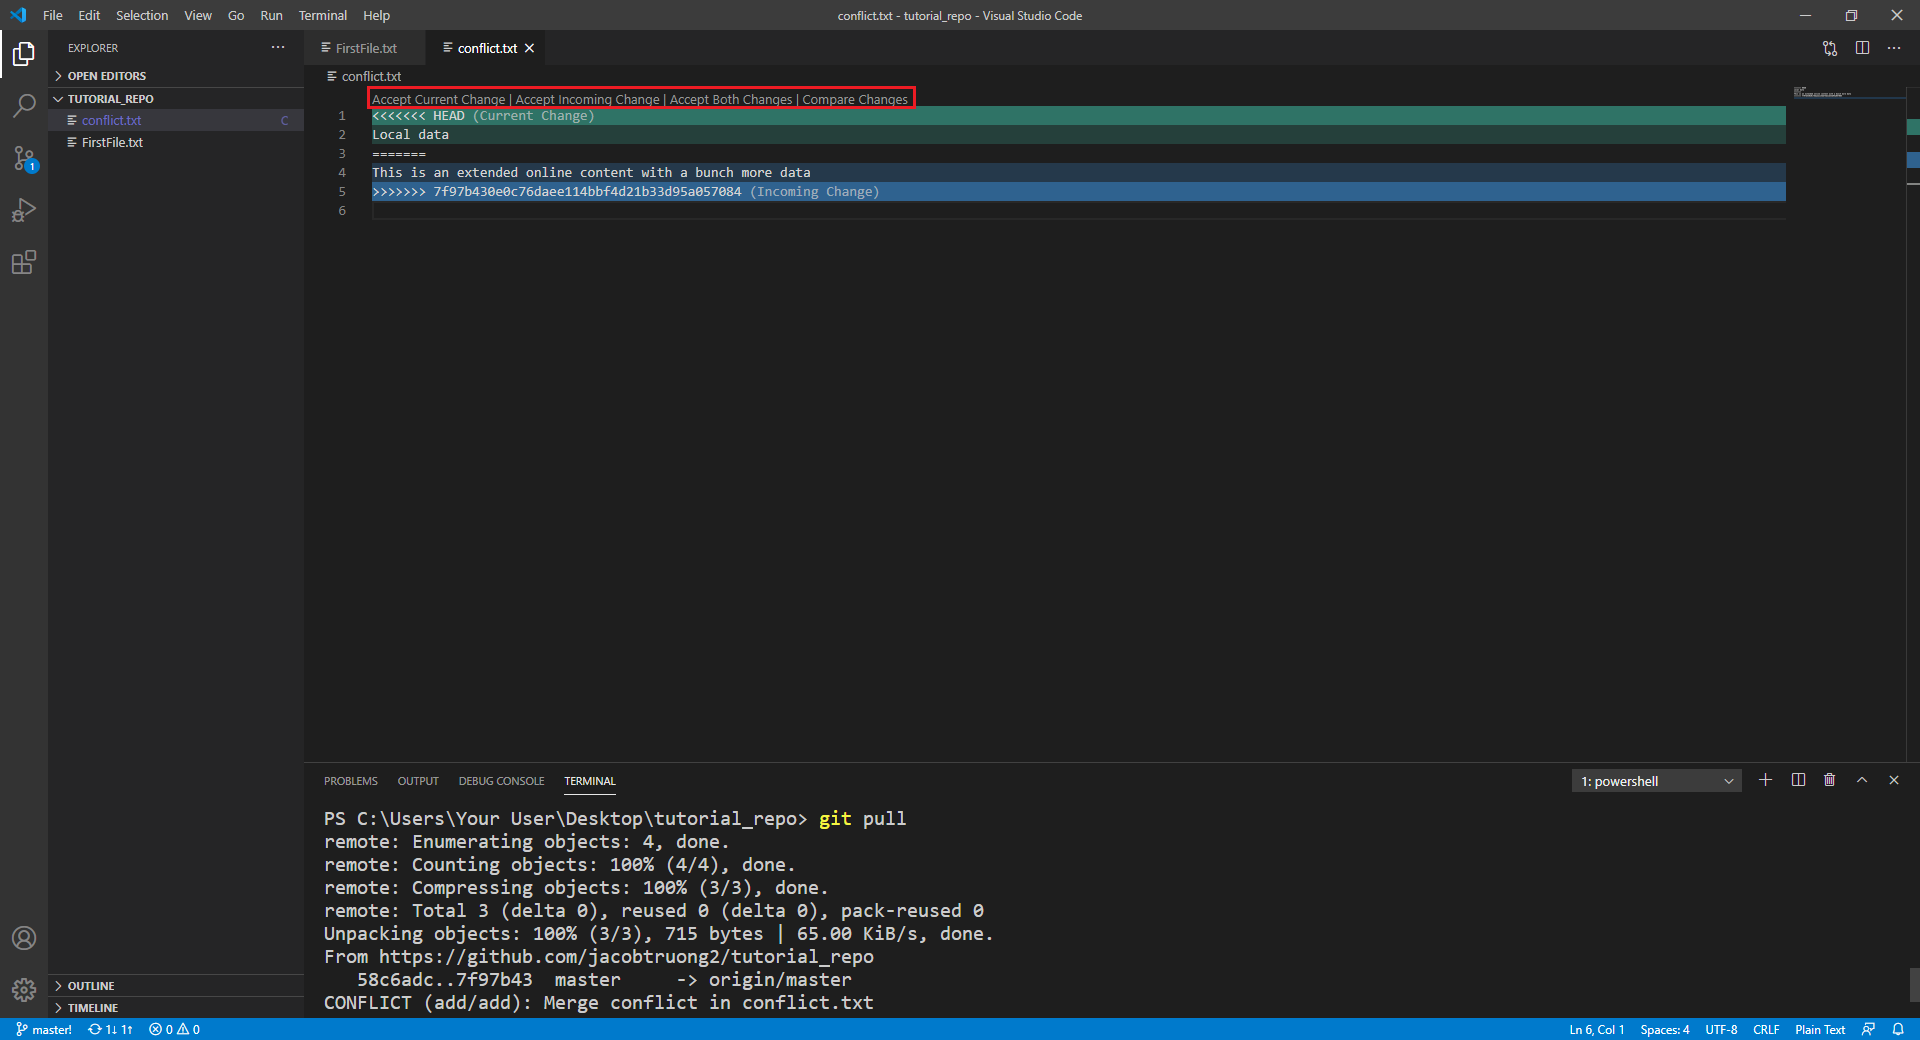 File Edit Selection View Go Run Terminal Help
conflict.txt - tutorial_repo - Visual Studio Code
EXPLORER
OPEN EDITORS
TUTORIAL_REPO
conflict.txt C
FirstFile.txt
1
OUTLINE
TIMELINE
FirstFile.txt conflict.txt
conflict.txt
Accept Current Change | Accept Incoming Change | Accept Both Changes | Compare Changes
1 <<<<<<< HEAD (Current Change)
2 Local data
3 =======
4 This is an extended online content with a bunch more data
5 >>>>>>> 7f97b430e0c76daee114bbf4d21b33d95a057084 (Incoming Change)
6
PROBLEMS OUTPUT DEBUG CONSOLE TERMINAL
1: powershell
PS C:\Users\Your User\Desktop\tutorial_repo> git pull
remote: Enumerating objects: 4, done.
remote: Counting objects: 100% (4/4), done.
remote: Compressing objects: 100% (3/3), done.
remote: Total 3 (delta 0), reused 0 (delta 0), pack-reused 0
Unpacking objects: 100% (3/3), 715 bytes | 65.00 KiB/s, done.
From https://github.com/jacobtruong2/tutorial_repo
   58c6adc..7f97b43  master     -> origin/master
CONFLICT (add/add): Merge conflict in conflict.txt
master! 1↓ 1↑ 0 0
Ln 6, Col 1 Spaces: 4 UTF-8 CRLF Plain Text